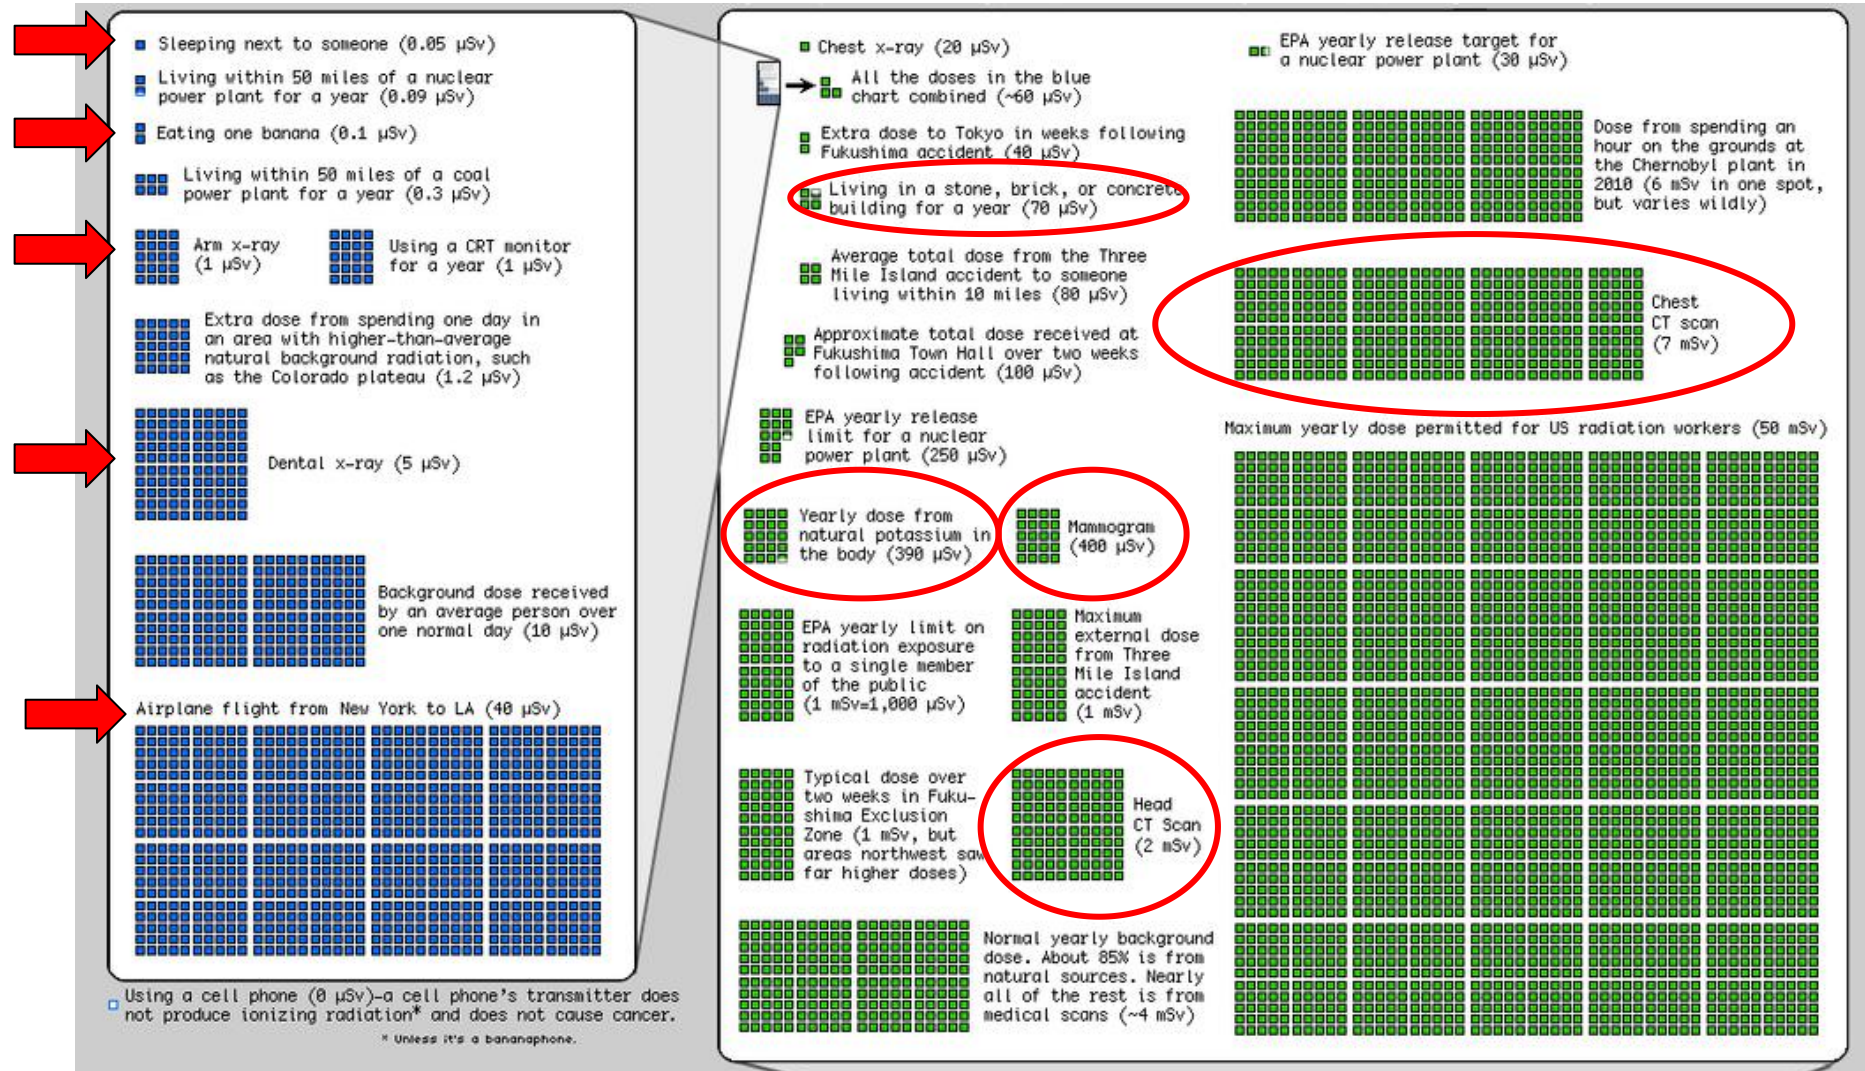 Sleeping next to someone (0.05 µSv)
Living within 50 miles of a nuclear
power plant for a year (0.09 µSv)
Eating one banana (0.1 µSv)
Living within 50 miles of a coal
power plant for a year (0.3 µSv)
Arm x-ray
(1 µSv)
Using a CRT monitor
for a year (1 µSv)
Extra dose from spending one day in
an area with higher-than-average
natural background radiation, such
as the Colorado plateau (1.2 µSv)
Dental x-ray (5 µSv)
Background dose received
by an average person over
one normal day (10 µSv)
Airplane flight from New York to LA (40 µSv)
Using a cell phone (0 µSv)-a cell phone's transmitter does
not produce ionizing radiation* and does not cause cancer.
* Unless it's a bananaphone.
Chest x-ray (20 µSv)
All the doses in the blue
chart combined (~60 µSv)
Extra dose to Tokyo in weeks following
Fukushima accident (40 µSv)
Living in a stone, brick, or concrete
building for a year (70 µSv)
Average total dose from the Three
Mile Island accident to someone
living within 10 miles (80 µSv)
Approximate total dose received at
Fukushima Town Hall over two weeks
following accident (100 µSv)
EPA yearly release
limit for a nuclear
power plant (250 µSv)
Yearly dose from
natural potassium in
the body (390 µSv)
Mammogram
(400 µSv)
EPA yearly limit on
radiation exposure
to a single member
of the public
(1 mSv=1,000 µSv)
Maximum
external dose
from Three
Mile Island
accident
(1 mSv)
Typical dose over
two weeks in Fuku-
shima Exclusion
Zone (1 mSv, but
areas northwest saw
far higher doses)
Head
CT Scan
(2 mSv)
Normal yearly background
dose. About 85% is from
natural sources. Nearly
all of the rest is from
medical scans (~4 mSv)
EPA yearly release target for
a nuclear power plant (30 µSv)
Dose from spending an
hour on the grounds at
the Chernobyl plant in
2010 (6 mSv in one spot,
but varies wildly)
Chest
CT scan
(7 mSv)
Maximum yearly dose permitted for US radiation workers (50 mSv)